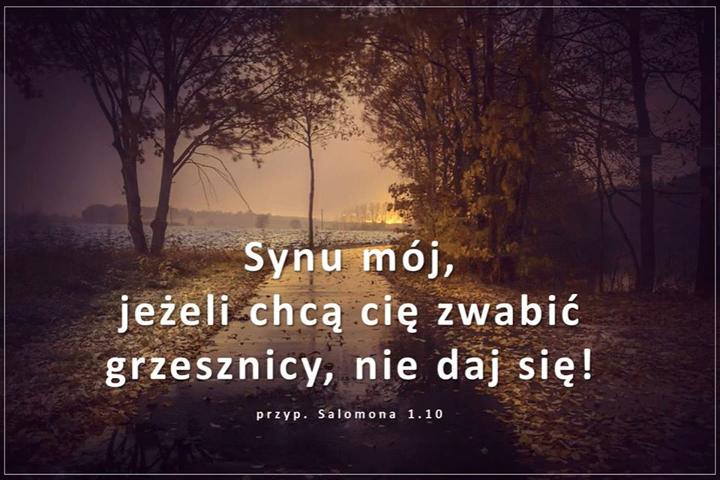 Synu mój,
jeżeli chcą cię zwabić
grzesznicy, nie daj się!
przyp. Salomona 1.10